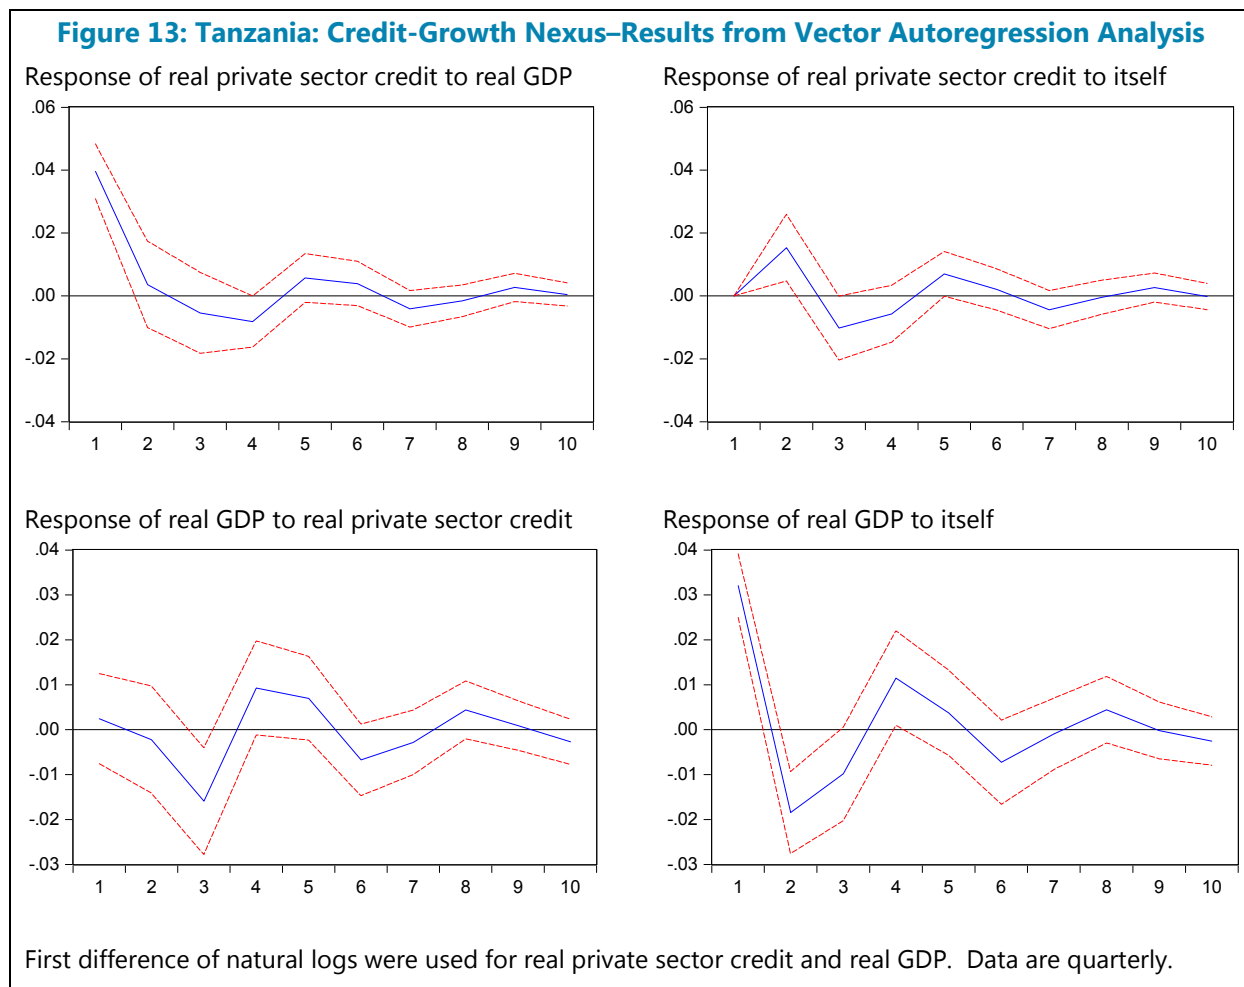 Figure 13: Tanzania: Credit-Growth Nexus–Results from Vector Autoregression Analysis
Response of real private sector credit to real GDP
.06
.04
.02
.00
-.02
-.04
1 2 3 4 5 6 7 8 9 10
Response of real private sector credit to itself
.06
.04
.02
.00
-.02
-.04
1 2 3 4 5 6 7 8 9 10
Response of real GDP to real private sector credit
.04
.03
.02
.01
.00
-.01
-.02
-.03
1 2 3 4 5 6 7 8 9 10
Response of real GDP to itself
.04
.03
.02
.01
.00
-.01
-.02
-.03
1 2 3 4 5 6 7 8 9 10
First difference of natural logs were used for real private sector credit and real GDP.  Data are quarterly.